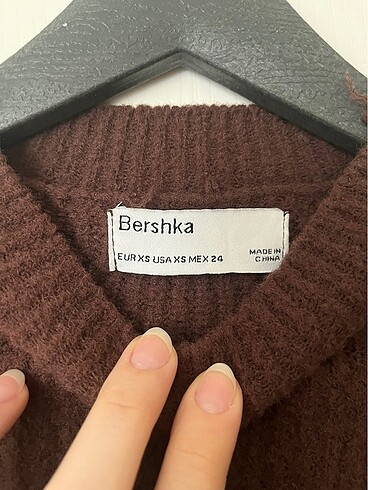 Bershka
EUR XS USA XS MEX 24
MADE IN
CHINA